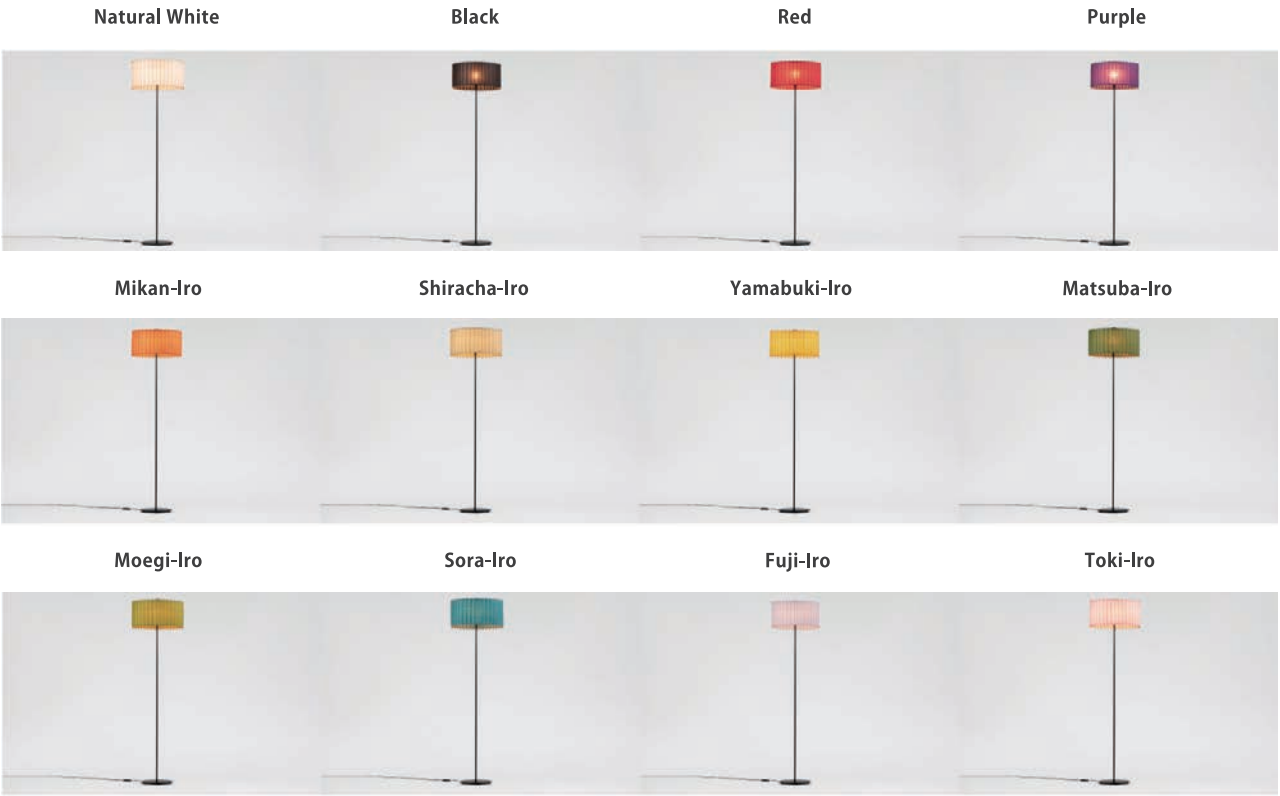 Natural White
Black
Red
Purple
Mikan-Iro
Shiracha-Iro
Yamabuki-Iro
Matsuba-Iro
Moegi-Iro
Sora-Iro
Fuji-Iro
Toki-Iro